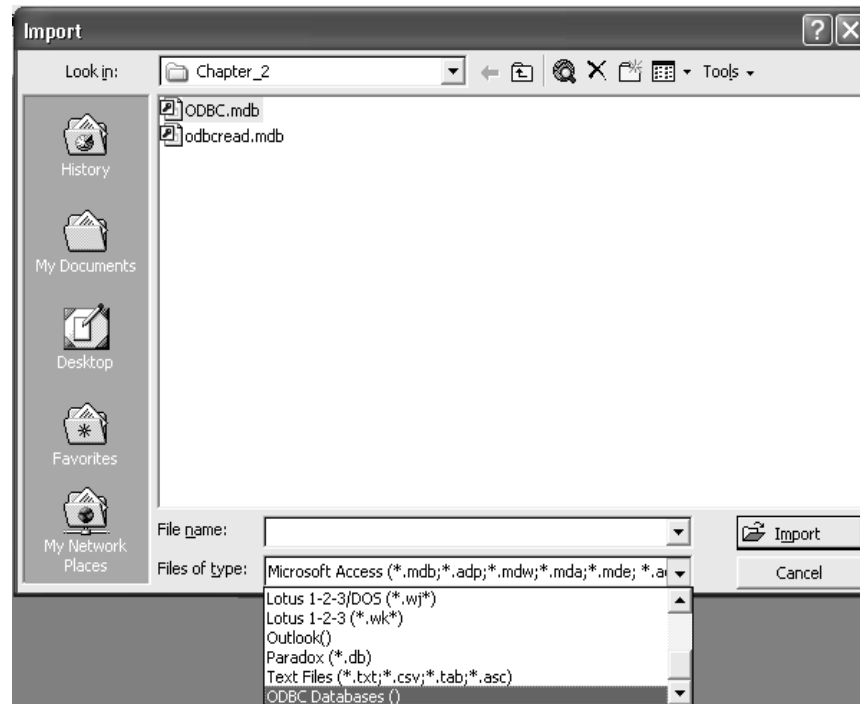 Import
Look in:
Chapter_2
Tools
ODBC.mdb
odbcread.mdb
History
My Documents
Desktop
Favorites
My Network
Places
File name:
Import
Files of type:
Microsoft Access (*.mdb;*.adp;*.mdw;*.mda;*.mde; *.a
Cancel
Lotus 1-2-3/DOS (*.wj*)
Lotus 1-2-3 (*.wk*)
Outlook()
Paradox (*.db)
Text Files (*.txt;*.csv;*.tab;*.asc)
ODBC Databases ()